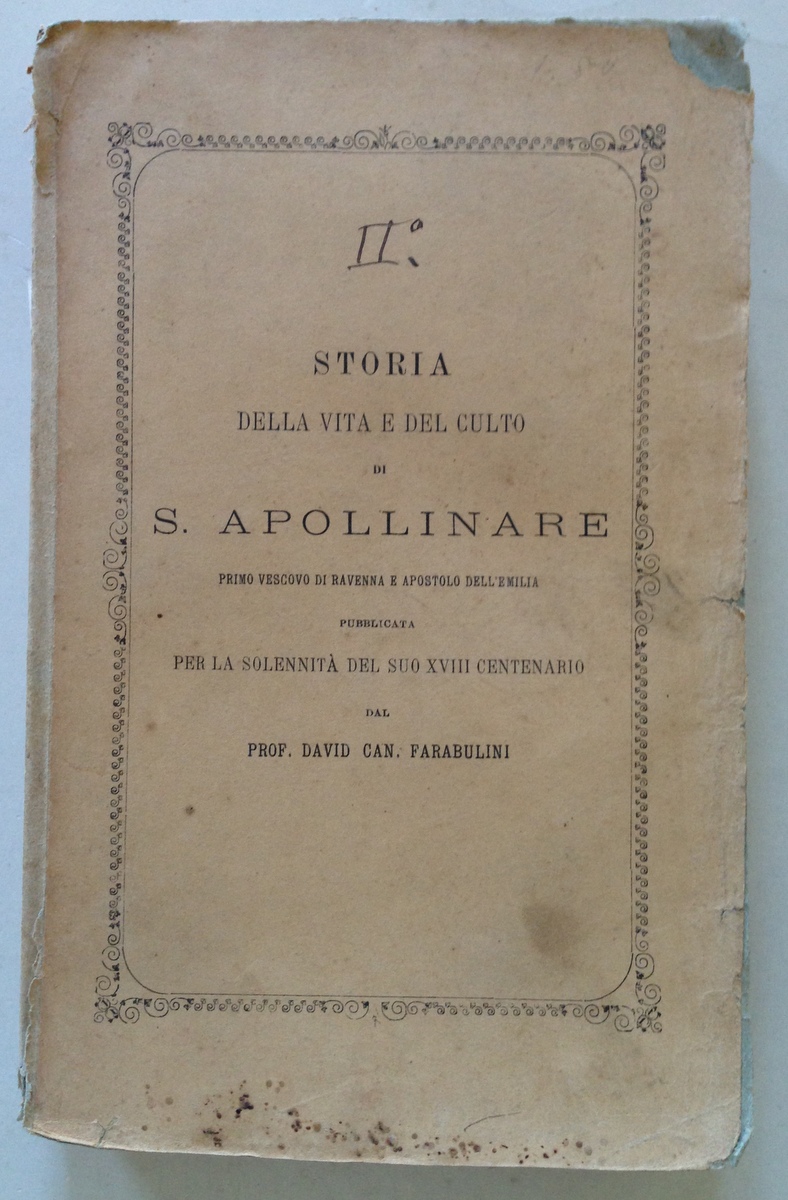 II°.
STORIA
DELLA VITA E DEL CULTO
DI
S. APOLLINARE
PRIMO VESCOVO DI RAVENNA E APOSTOLO DELL'EMILIA
PUBBLICATA
PER LA SOLENNITÀ DEL SUO XVIII CENTENARIO
DAL
PROF. DAVID CAN. FARABULINI